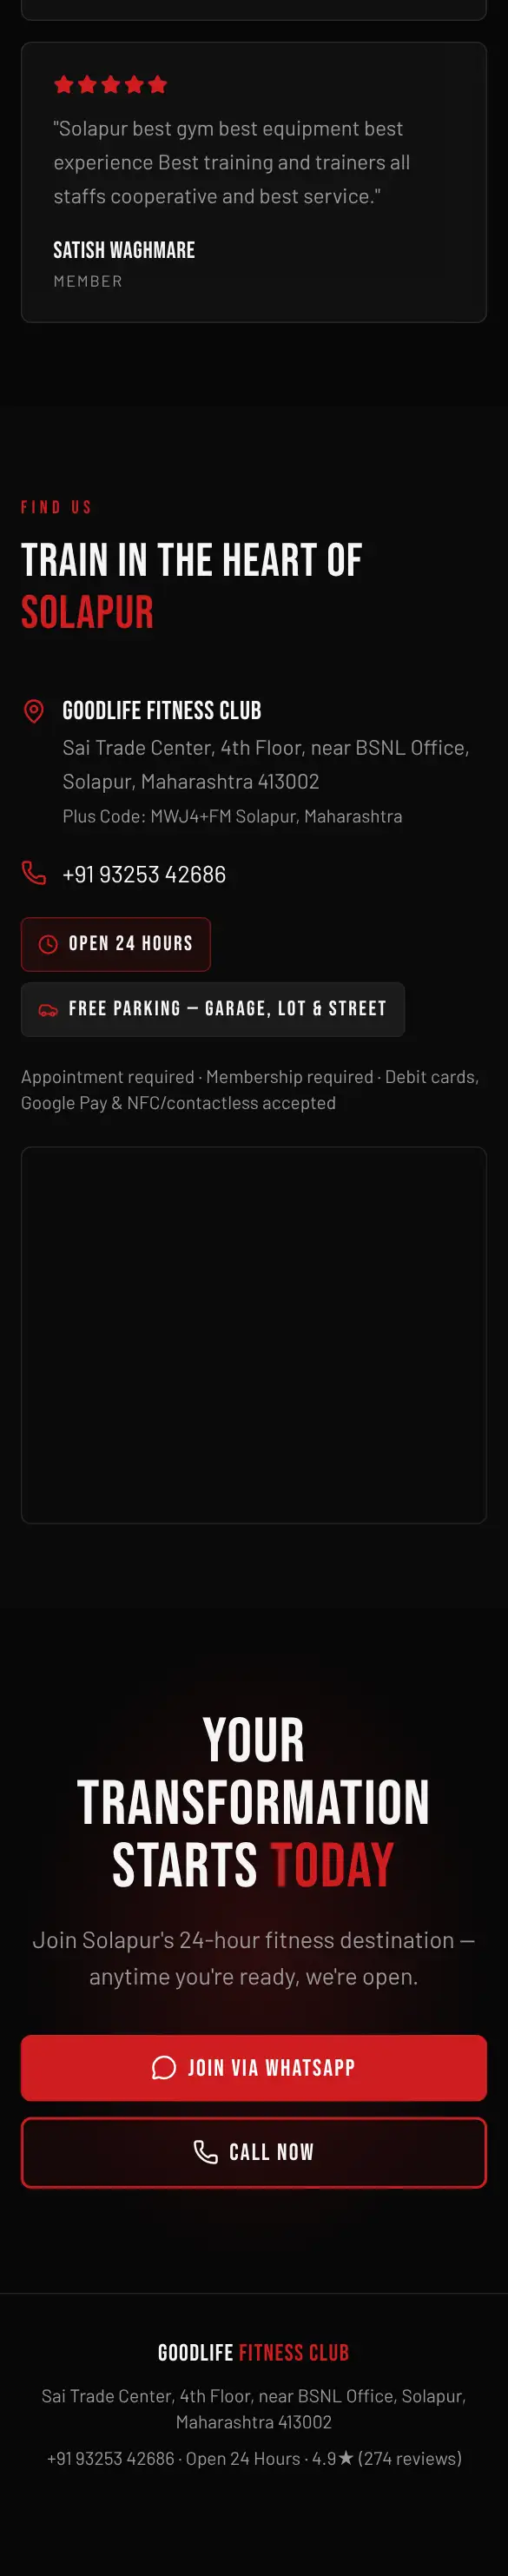 "Solapur best gym best equipment best
experience Best training and trainers all
staffs cooperative and best service."
SATISH WAGHMARE
MEMBER
FIND US
TRAIN IN THE HEART OF
SOLAPUR
GOODLIFE FITNESS CLUB
Sai Trade Center, 4th Floor, near BSNL Office,
Solapur, Maharashtra 413002
Plus Code: MWJ4+FM Solapur, Maharashtra
+91 93253 42686
OPEN 24 HOURS
FREE PARKING — GARAGE, LOT & STREET
Appointment required · Membership required · Debit cards,
Google Pay & NFC/contactless accepted
YOUR
TRANSFORMATION
STARTS TODAY
Join Solapur's 24-hour fitness destination —
anytime you're ready, we're open.
JOIN VIA WHATSAPP
CALL NOW
GOODLIFE FITNESS CLUB
Sai Trade Center, 4th Floor, near BSNL Office, Solapur,
Maharashtra 413002
+91 93253 42686 · Open 24 Hours · 4.9★ (274 reviews)